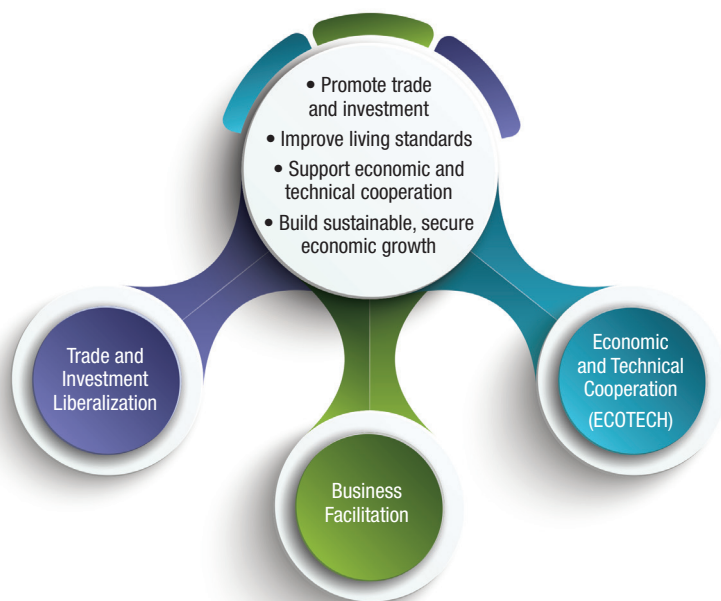 • Promote trade
and investment
• Improve living standards
• Support economic and
technical cooperation
• Build sustainable, secure
economic growth
Trade and
Investment
Liberalization
Business
Facilitation
Economic
and Technical
Cooperation
(ECOTECH)